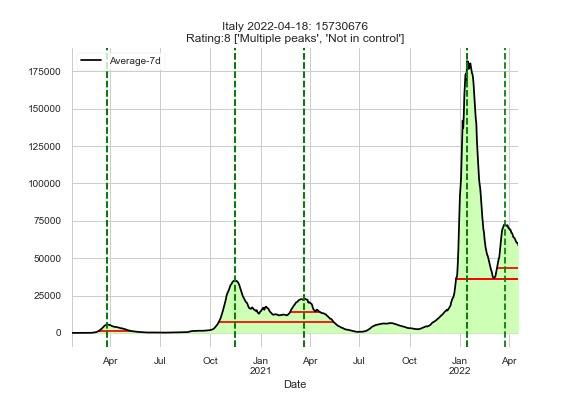 Italy 2022-04-18: 15730676
Rating:8 ['Multiple peaks', 'Not in control']
Average-7d
175000
150000
125000
100000
75000
50000
25000
0
Apr Jul Oct Jan Apr Jul Oct Jan Apr
2021 2022
Date